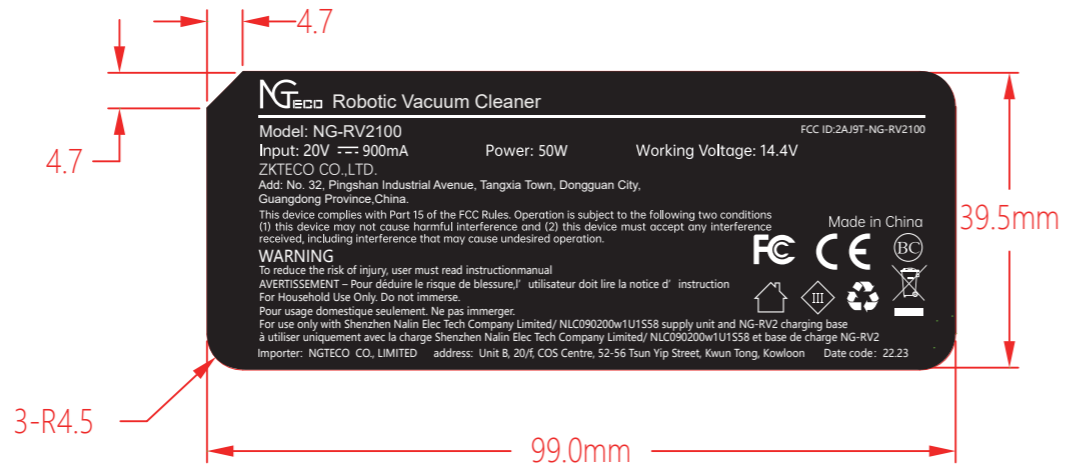 4.7
4.7
NGTECO Robotic Vacuum Cleaner
Model: NG-RV2100
FCC ID:2AJ9T-NG-RV2100
Input: 20V 900mA Power: 50W Working Voltage: 14.4V
ZKTECO CO.,LTD.
Add: No. 32, Pingshan Industrial Avenue, Tangxia Town, Dongguan City,
Guangdong Province,China.
This device complies with Part 15 of the FCC Rules. Operation is subject to the following two conditions
(1) this device may not cause harmful interference and (2) this device must accept any interference
received, including interference that may cause undesired operation.
Made in China
FC CE BC
WARNING
To reduce the risk of injury, user must read instructionmanual
AVERTISSEMENT – Pour déduire le risque de blessure,l’ utilisateur doit lire la notice d’ instruction
For Household Use Only. Do not immerse.
Pour usage domestique seulement. Ne pas immerger.
III
For use only with Shenzhen Nalin Elec Tech Company Limited/ NLC090200w1U1S58 supply unit and NG-RV2 charging base
à utiliser uniquement avec la charge Shenzhen Nalin Elec Tech Company Limited/ NLC090200w1U1S58 et base de charge NG-RV2
Importer: NGTECO CO., LIMITED address: Unit B, 20/f, COS Centre, 52-56 Tsun Yip Street, Kwun Tong, Kowloon Date code: 22.23
39.5mm
3-R4.5
99.0mm